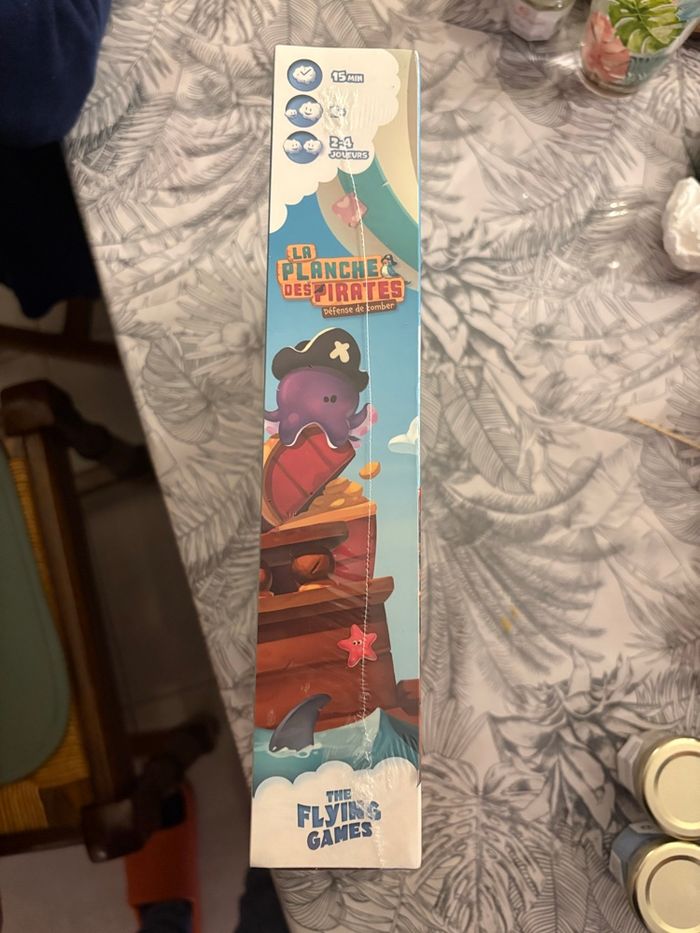 15 MIN
2-4
JOUEURS
LA
PLANCHE
DES PIRATES
Défense de tomber
THE
FLYING
GAMES